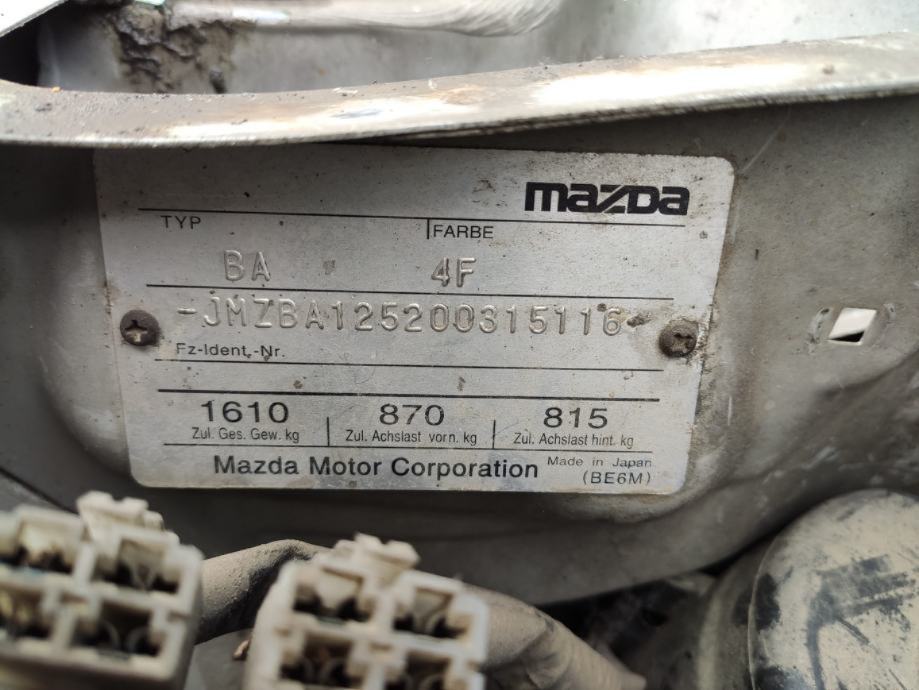 mazda
TYP FARBE
BA 4F
-JMZBA125200315116-
Fz-Ident.-Nr.
1610 870 815
Zul. Ges. Gew. kg Zul. Achslast vorn. kg Zul. Achslast hint. kg
Mazda Motor Corporation Made in Japan
(BE6M)